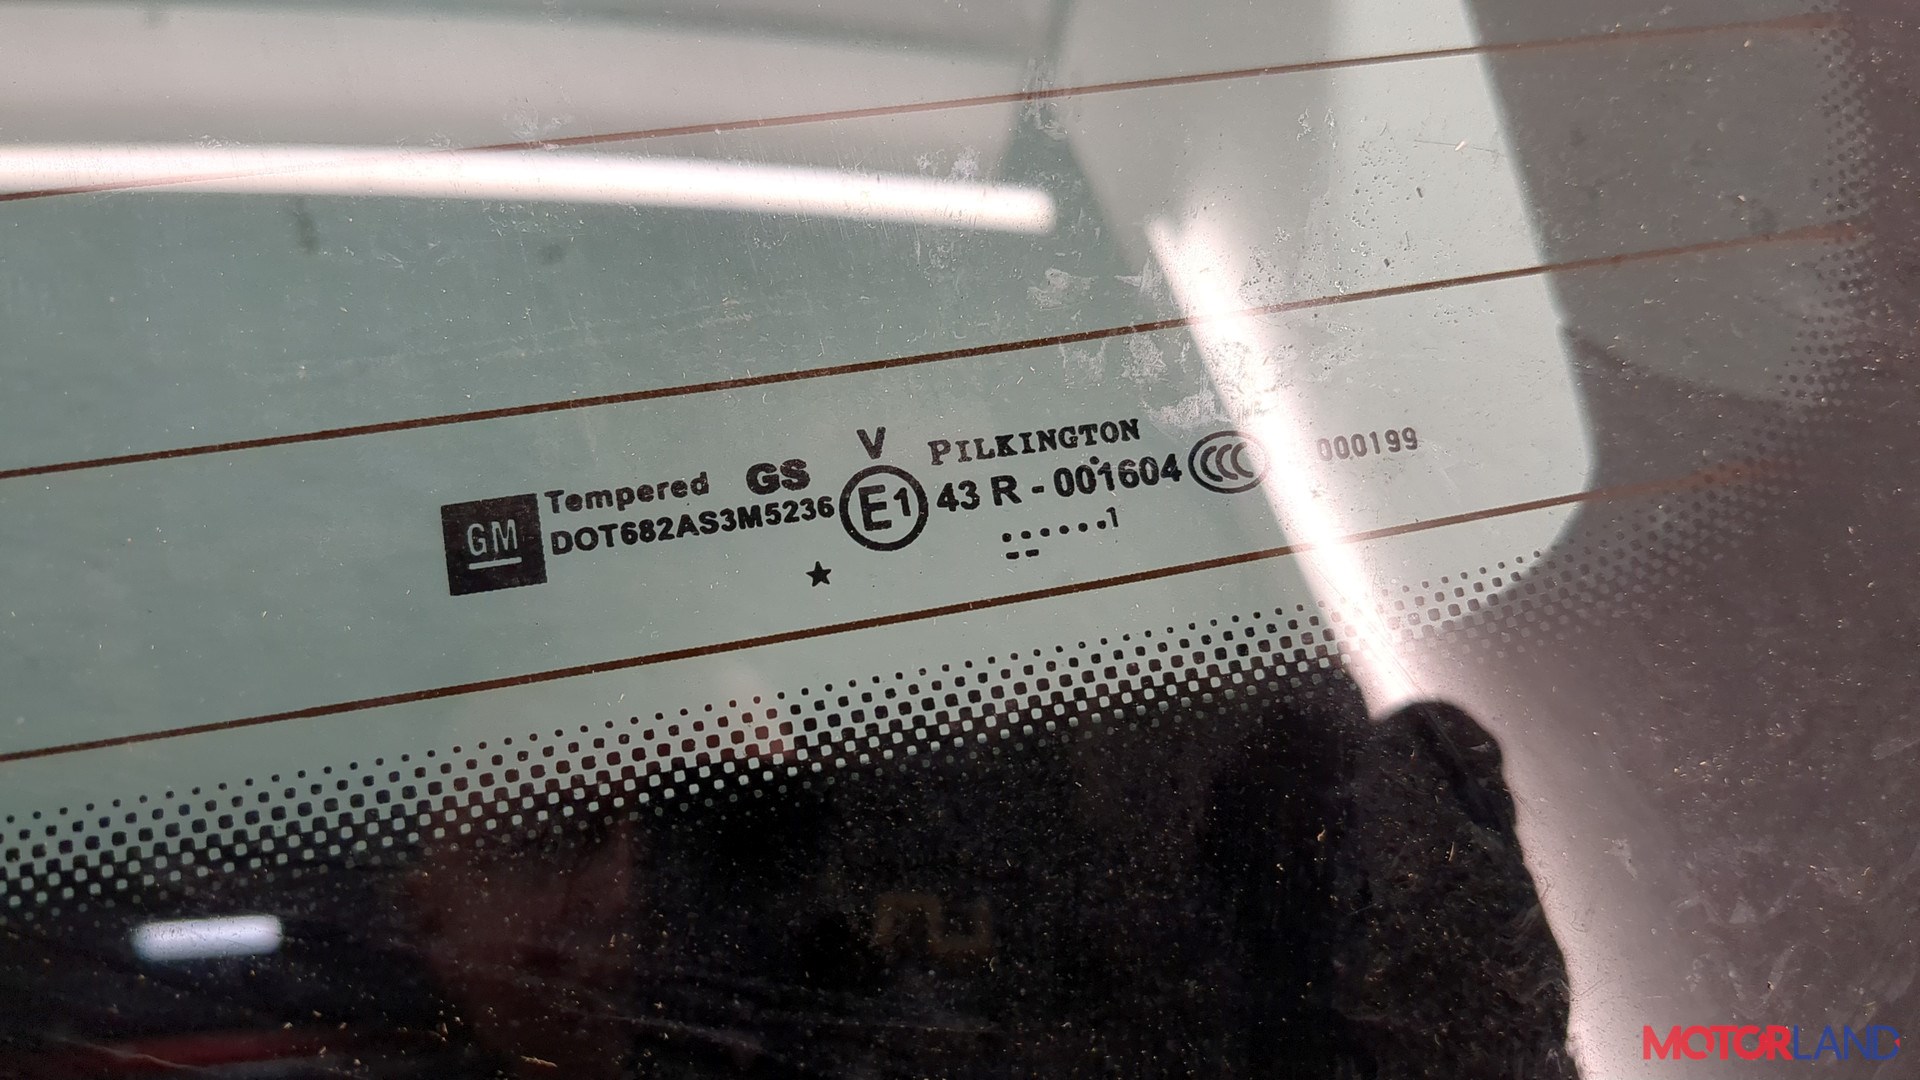 GM
Tempered GS
DOT682AS3M5236
V
E1
PILKINGTON
43 R - 001604
1
CCC
000199
MOTORLAND